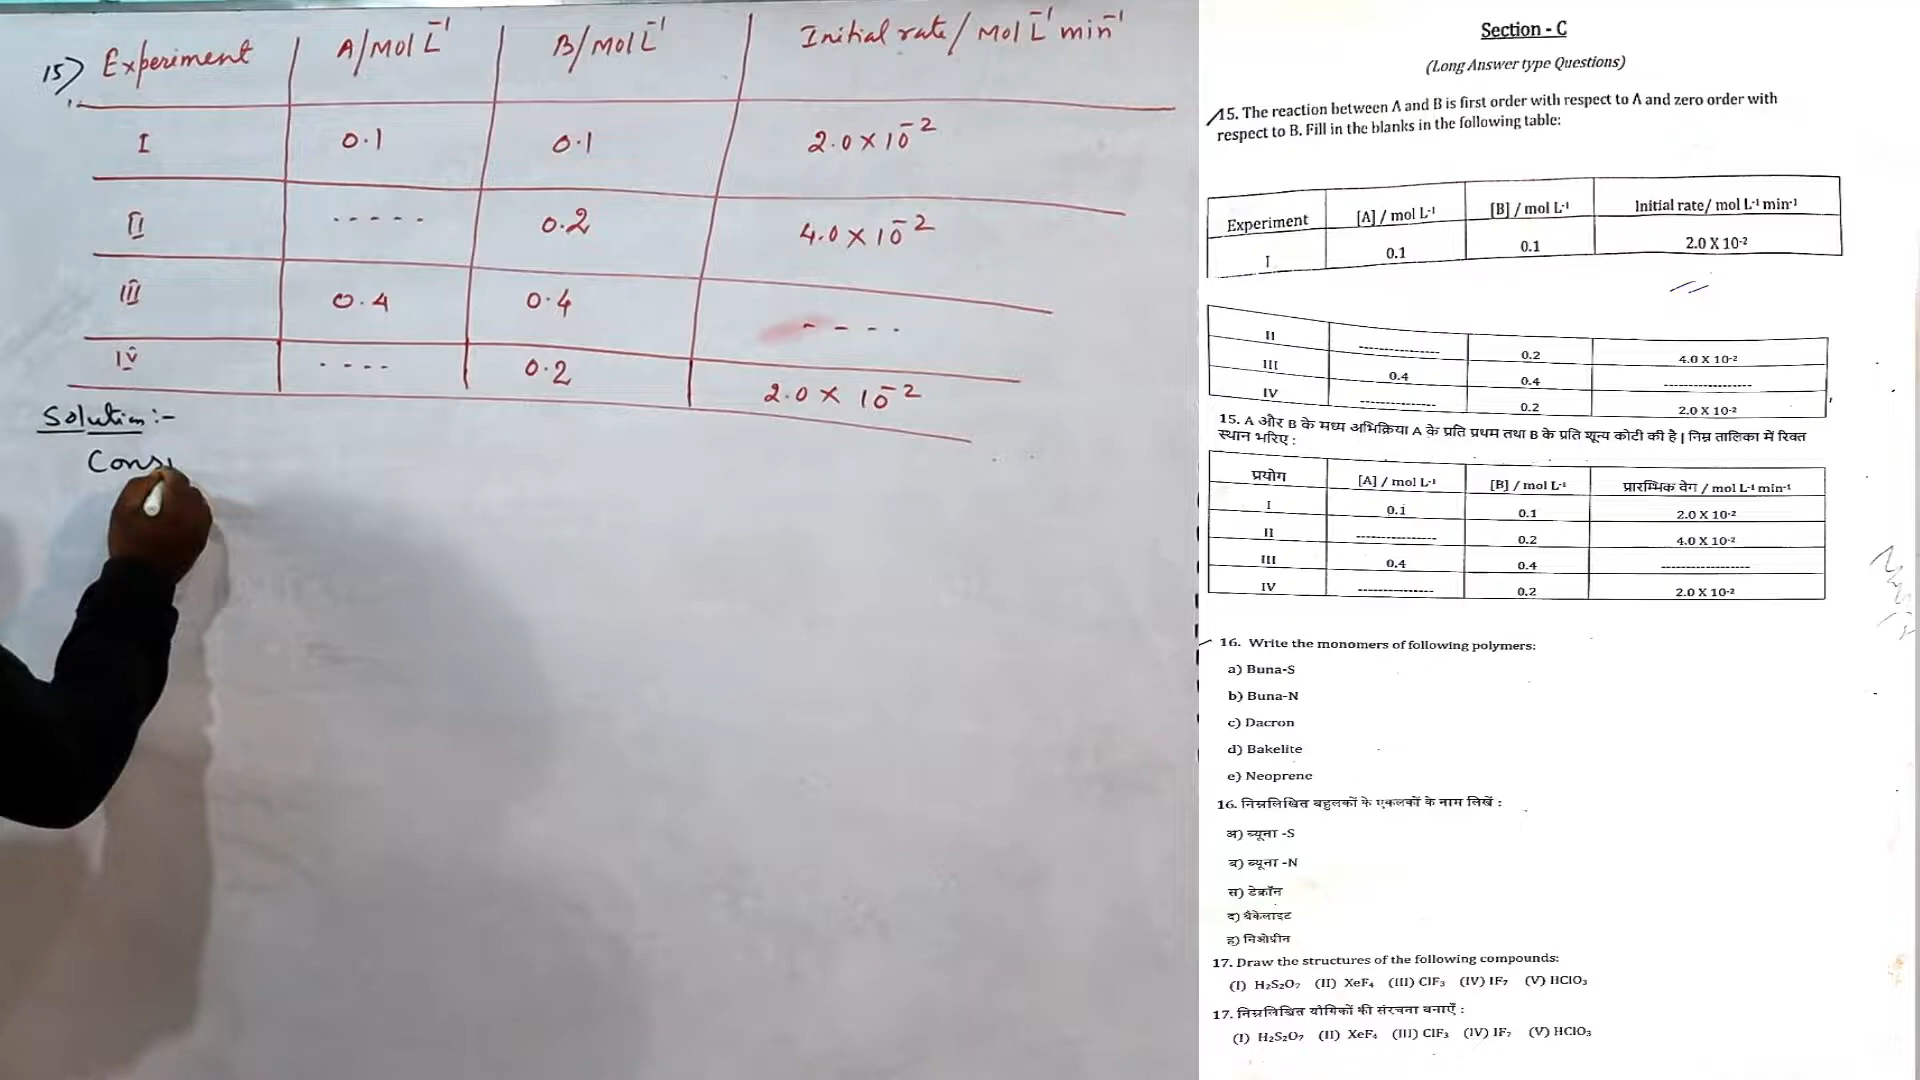 15) Experiment A/Mol L⁻¹ B/Mol L⁻¹ Initial rate/ Mol L⁻¹ min⁻¹
I 0.1 0.1 2.0 × 10⁻²
II ----- 0.2 4.0 × 10⁻²
III 0.4 0.4 ----
IV ---- 0.2 2.0 × 10⁻²
Solution:-
Cons
Section - C
(Long Answer type Questions)
15. The reaction between A and B is first order with respect to A and zero order with
respect to B. Fill in the blanks in the following table:
Experiment [A] / mol L-¹ [B] / mol L-¹ Initial rate/ mol L-¹ min-¹
I 0.1 0.1 2.0 X 10-²
II ---------------- 0.2 4.0 X 10-²
III 0.4 0.4 ------------------
IV --------------- 0.2 2.0 X 10-²
15. A और B के मध्य अभिक्रिया A के प्रति प्रथम तथा B के प्रति शून्य कोटी की है | निम्न तालिका में रिक्त
स्थान भरिए :
प्रयोग [A] / mol L-¹ [B] / mol L-¹ प्रारम्भिक वेग / mol L-¹ min-¹
I 0.1 0.1 2.0 X 10-²
II ---------------- 0.2 4.0 X 10-²
III 0.4 0.4 ------------------
IV --------------- 0.2 2.0 X 10-²
16. Write the monomers of following polymers:
a) Buna-S
b) Buna-N
c) Dacron
d) Bakelite
e) Neoprene
16. निम्नलिखित बहुलकों के एकलकों के नाम लिखें :
अ) ब्यूना -S
ब) ब्यूना -N
स) डेक्रॉन
द) बैकेलाइट
ह) निओप्रीन
17. Draw the structures of the following compounds:
(I) H₂S₂O₇ (II) XeF₄ (III) ClF₃ (IV) IF₇ (V) HClO₃
17. निम्नलिखित यौगिकों की संरचना बनाएँ :
(I) H₂S₂O₇ (II) XeF₄ (III) ClF₃ (IV) IF₇ (V) HClO₃